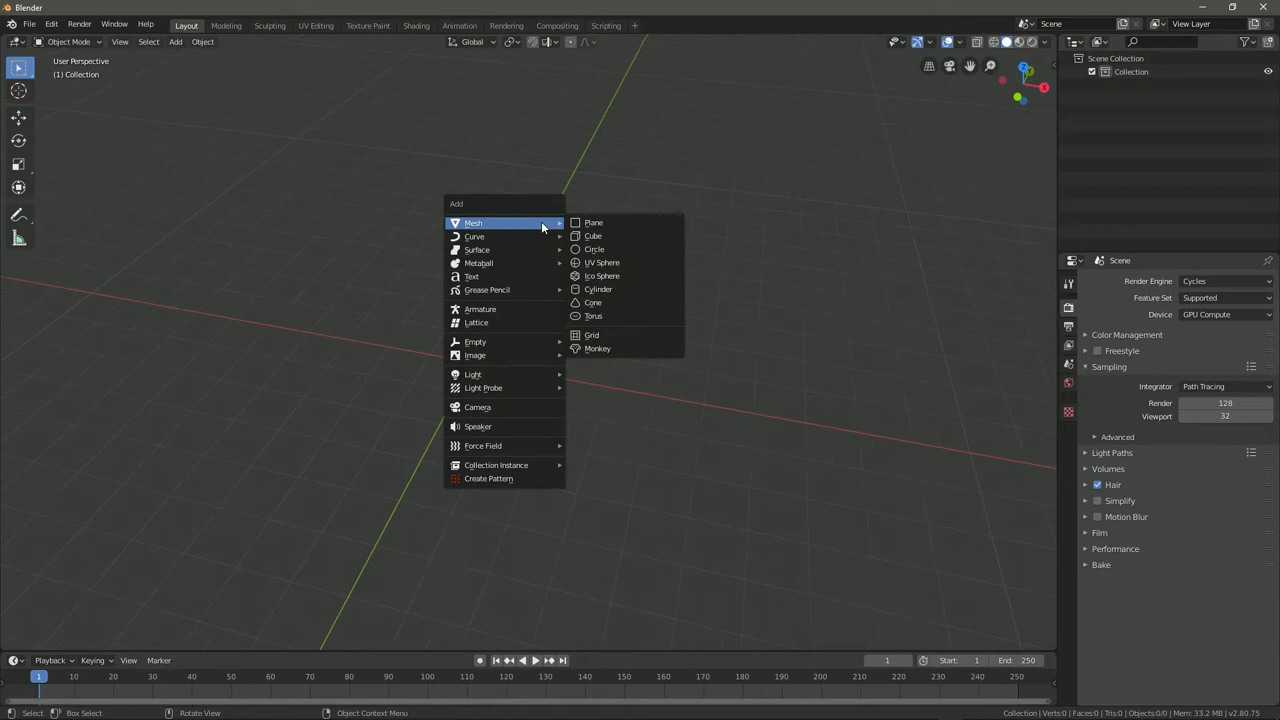 Blender
File Edit Render Window Help Layout Modeling Sculpting UV Editing Texture Paint Shading Animation Rendering Compositing Scripting + Scene View Layer
Object Mode View Select Add Object Global
User Perspective
(1) Collection
Scene Collection
Collection
Z
Y
X
Add
Mesh
Curve
Surface
Metaball
Text
Grease Pencil
Armature
Lattice
Empty
Image
Light
Light Probe
Camera
Speaker
Force Field
Collection Instance
Create Pattern
Plane
Cube
Circle
UV Sphere
Ico Sphere
Cylinder
Cone
Torus
Grid
Monkey
Scene
Render Engine Cycles
Feature Set Supported
Device GPU Compute
Color Management
Freestyle
Sampling
Integrator Path Tracing
Render 128
Viewport 32
Advanced
Light Paths
Volumes
Hair
Simplify
Motion Blur
Film
Performance
Bake
Playback Keying View Marker 1 Start: 1 End: 250
1 10 20 30 40 50 60 70 80 90 100 110 120 130 140 150 160 170 180 190 200 210 220 230 240 250
Select Box Select Rotate View Object Context Menu Collection | Verts:0 | Faces:0 | Tris:0 | Objects:0/0 | Mem: 33.2 MB | v2.80.75